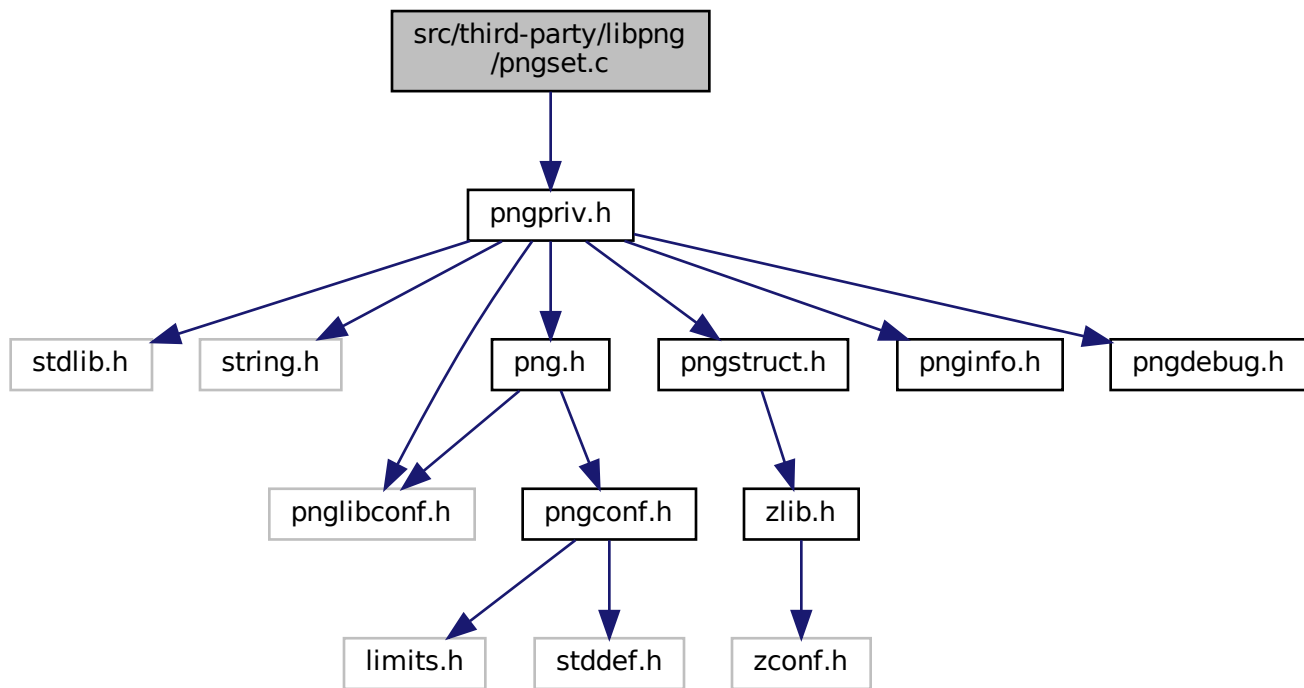 src/third-party/libpng
/pngset.c
pngpriv.h
stdlib.h
string.h
png.h
pngstruct.h
pnginfo.h
pngdebug.h
pnglibconf.h
pngconf.h
zlib.h
limits.h
stddef.h
zconf.h